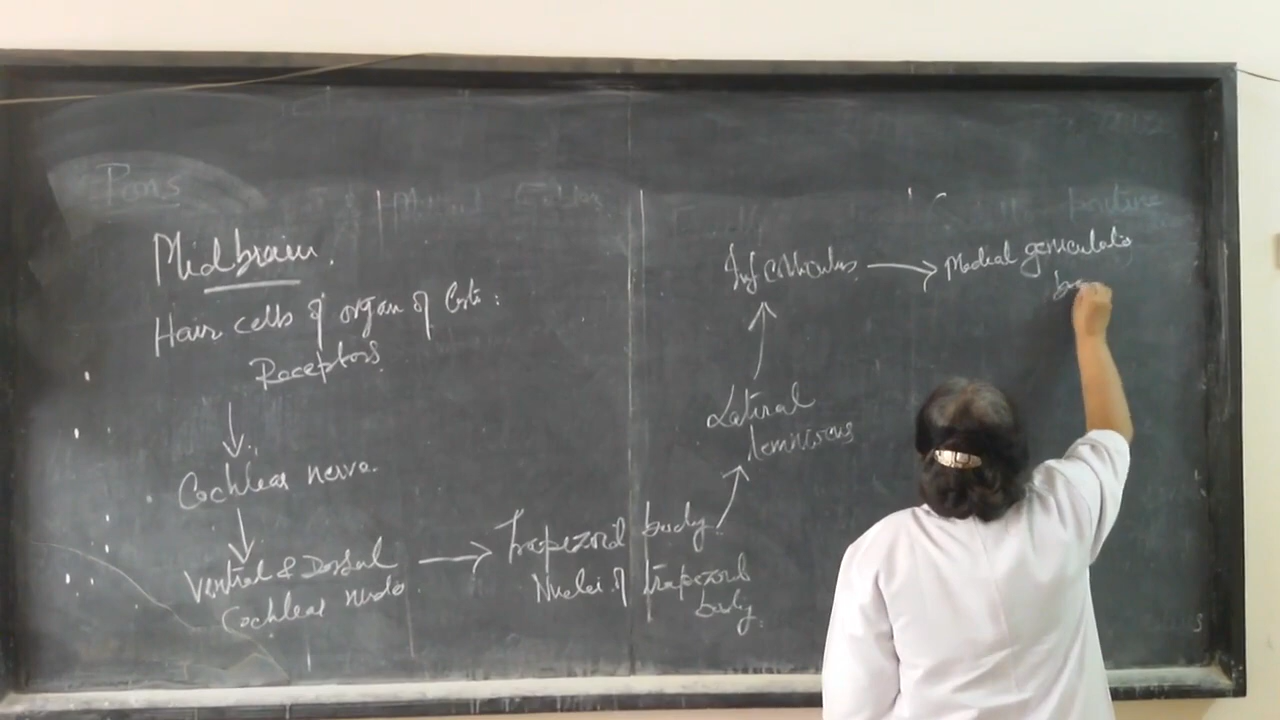 Pons
Midbrain.
Hair cells of organ of Corti :
Receptors.
Cochlear nerve.
Ventral & Dorsal
Cochlear nuclei
Trapezoid body
Nuclei of trapezoid
body.
Lateral
lemniscus
Inf colliculus
Medial geniculate